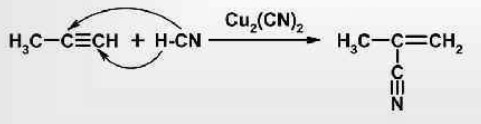 Cu₂(CN)₂
H₃C–C≡CH + H-CN → H₃C–C=CH₂
C
N